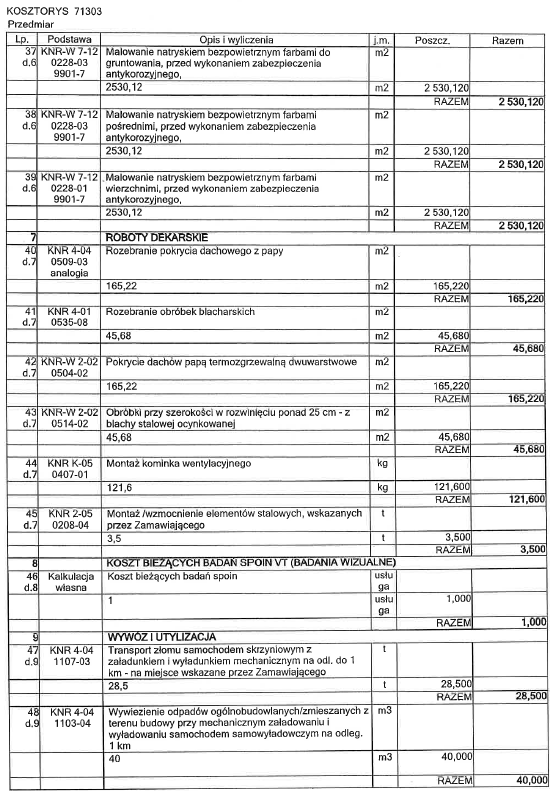 KOSZTORYS 71303
Przedmiar
Lp. Podstawa Opis i wyliczenia j.m. Poszcz. Razem
37 KNR-W 7-12 Malowanie natryskiem bezpowietrznym farbami do m2
d.6 0228-03 gruntowania, przed wykonaniem zabezpieczenia
9901-7 antykorozyjnego,
2530,12 m2 2 530,120
RAZEM 2 530,120
38 KNR-W 7-12 Malowanie natryskiem bezpowietrznym farbami m2
d.6 0228-03 pośrednimi, przed wykonaniem zabezpieczenia
9901-7 antykorozyjnego,
2530,12 m2 2 530,120
RAZEM 2 530,120
39 KNR-W 7-12 Malowanie natryskiem bezpowietrznym farbami m2
d.6 0228-01 wierzchnimi, przed wykonaniem zabezpieczenia
9901-7 antykorozyjnego,
2530,12 m2 2 530,120
RAZEM 2 530,120
7 ROBOTY DEKARSKIE
40 KNR 4-04 Rozebranie pokrycia dachowego z papy m2
d.7 0509-03
analogia
165,22 m2 165,220
RAZEM 165,220
41 KNR 4-01 Rozebranie obróbek blacharskich m2
d.7 0535-08
45,68 m2 45,680
RAZEM 45,680
42 KNR-W 2-02 Pokrycie dachów papą termozgrzewalną dwuwarstwowe m2
d.7 0504-02
165,22 m2 165,220
RAZEM 165,220
43 KNR-W 2-02 Obróbki przy szerokości w rozwinięciu ponad 25 cm - z m2
d.7 0514-02 blachy stalowej ocynkowanej
45,68 m2 45,680
RAZEM 45,680
44 KNR K-05 Montaż kominka wentylacyjnego kg
d.7 0407-01
121,6 kg 121,600
RAZEM 121,600
45 KNR 2-05 Montaż /wzmocnienie elementów stalowych, wskazanych t
d.7 0208-04 przez Zamawiającego
3,5 t 3,500
RAZEM 3,500
8 KOSZT BIEŻĄCYCH BADAŃ SPOIN VT (BADANIA WIZUALNE)
46 Kalkulacja Koszt bieżących badań spoin usłu
d.8 własna ga
1 usłu 1,000
ga
RAZEM 1,000
9 WYWÓZ I UTYLIZACJA
47 KNR 4-04 Transport złomu samochodem skrzyniowym z t
d.9 1107-03 załadunkiem i wyładunkiem mechanicznym na odl. do 1
km - na miejsce wskazane przez Zamawiającego
28,5 t 28,500
RAZEM 28,500
48 KNR 4-04 Wywiezienie odpadów ogólnobudowlanych/zmieszanych z m3
d.9 1103-04 terenu budowy przy mechanicznym załadowaniu i
wyładowaniu samochodem samowyładowczym na odleg.
1 km
40 m3 40,000
RAZEM 40,000